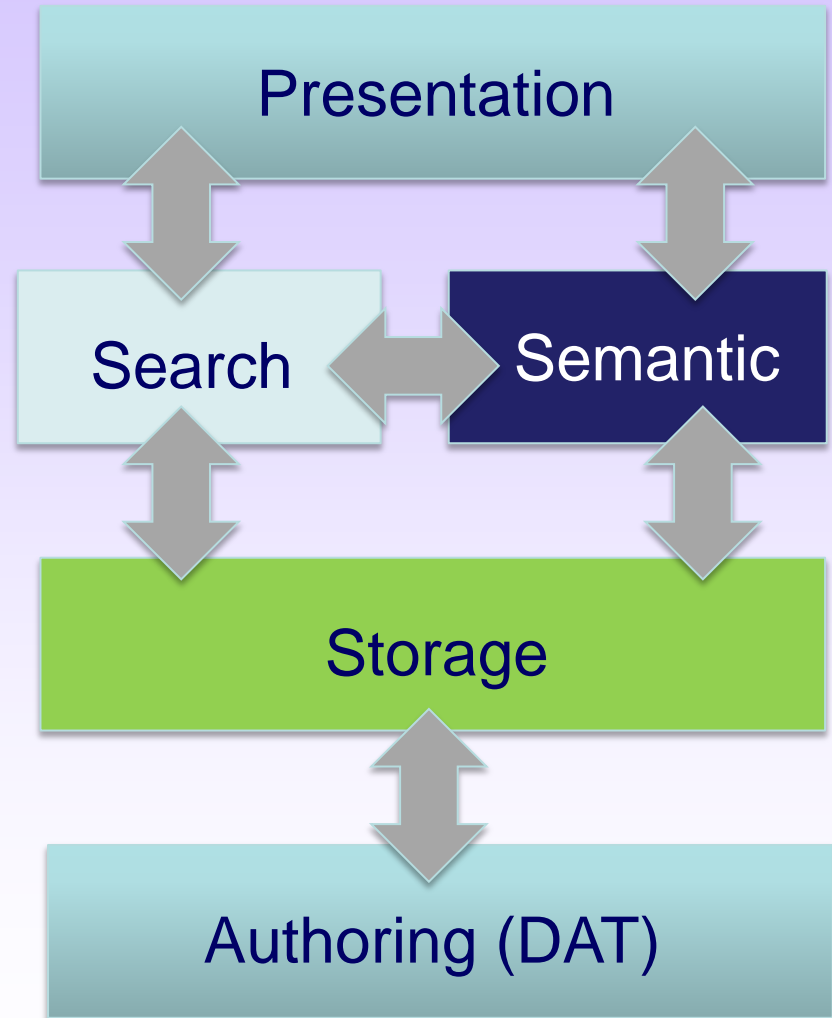 Presentation
Search
Semantic
Storage
Authoring (DAT)